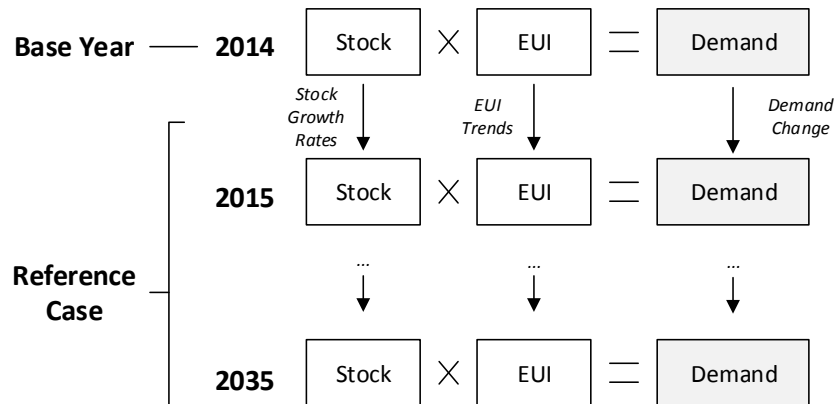 Base Year 2014 Stock X EUI = Demand
Stock EUI Demand
Growth Trends Change
Rates
2015 Stock X EUI = Demand
... ... ...
Reference
Case
2035 Stock X EUI = Demand